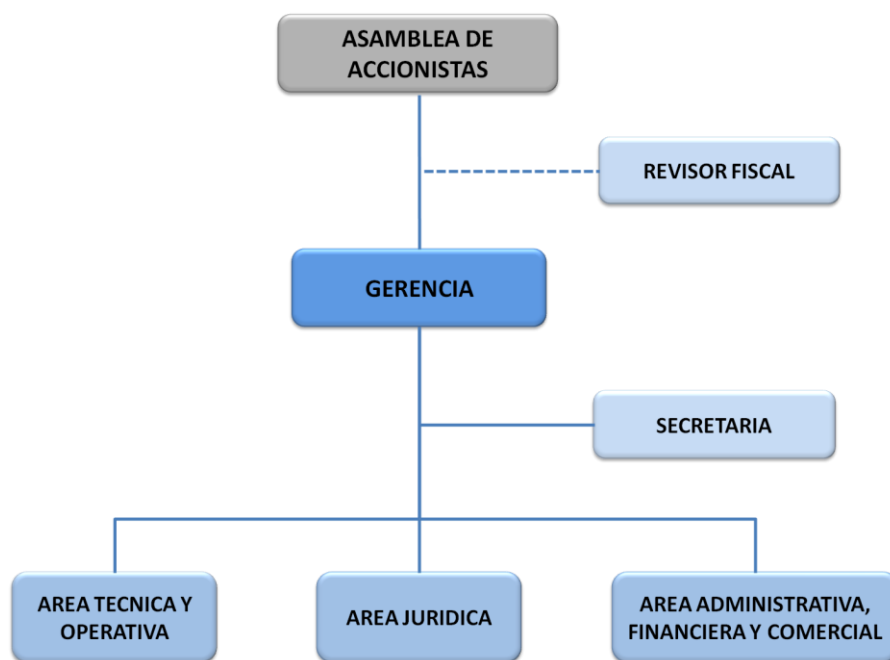 ASAMBLEA DE
ACCIONISTAS
REVISOR FISCAL
GERENCIA
SECRETARIA
AREA TECNICA Y
OPERATIVA
AREA JURIDICA
AREA ADMINISTRATIVA,
FINANCIERA Y COMERCIAL